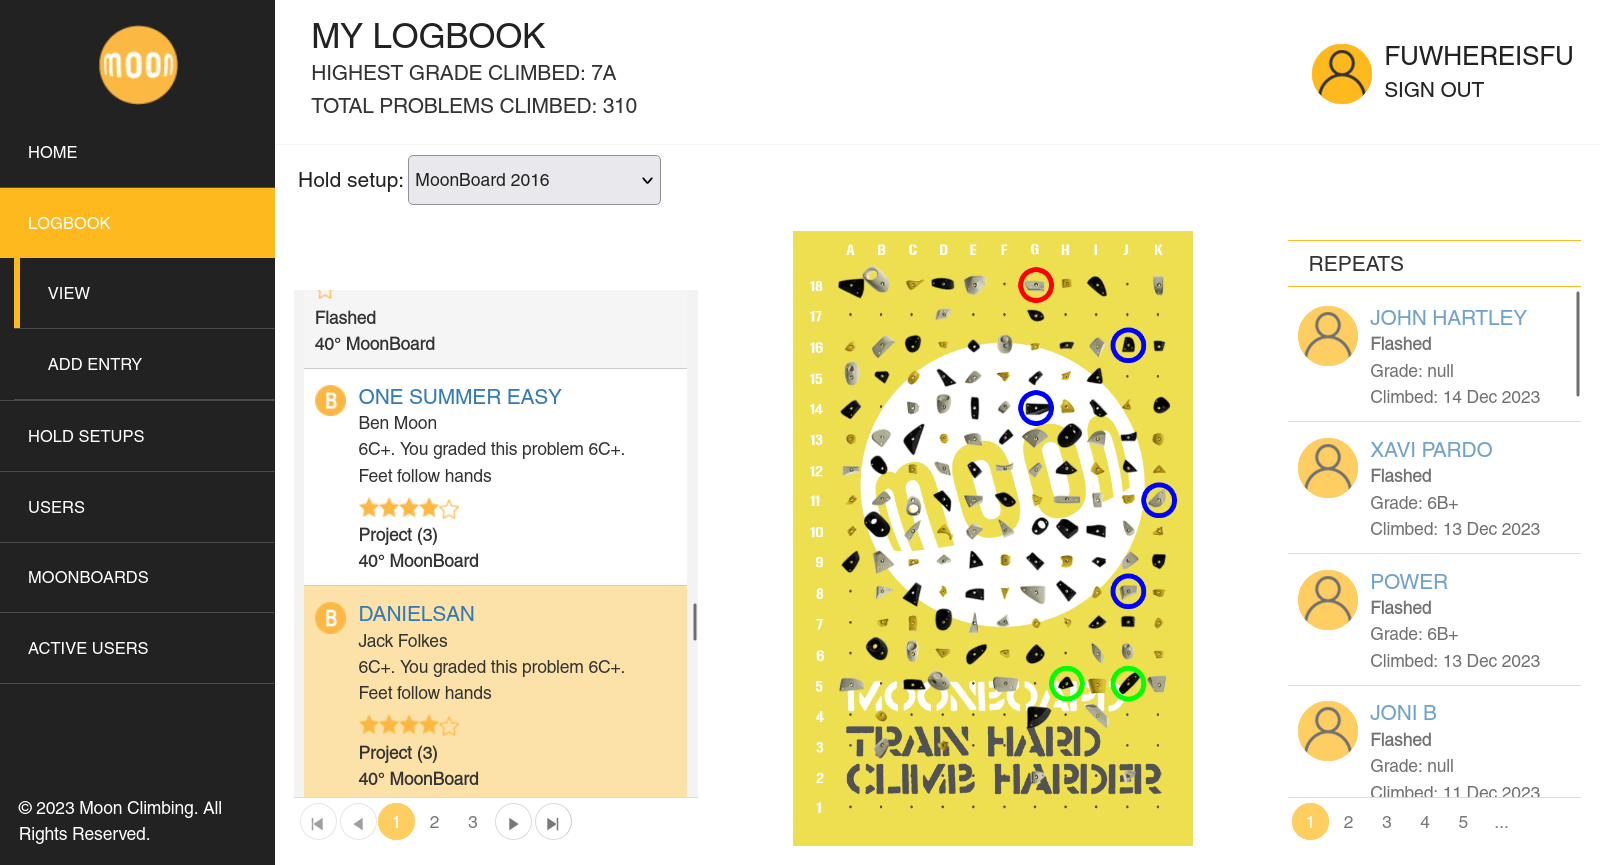 moon
HOME
LOGBOOK
VIEW
ADD ENTRY
HOLD SETUPS
USERS
MOONBOARDS
ACTIVE USERS
© 2023 Moon Climbing. All
Rights Reserved.
MY LOGBOOK
HIGHEST GRADE CLIMBED: 7A
TOTAL PROBLEMS CLIMBED: 310
FUWHEREISFU
SIGN OUT
Hold setup: MoonBoard 2016
Flashed
40° MoonBoard
B ONE SUMMER EASY
Ben Moon
6C+. You graded this problem 6C+.
Feet follow hands
Project (3)
40° MoonBoard
B DANIELSAN
Jack Folkes
6C+. You graded this problem 6C+.
Feet follow hands
Project (3)
40° MoonBoard
1 2 3
A B C D E F G H I J K
18
17
16
15
14
13
12
11
10
9
8
7
6
5
4
3
2
1
moon
MOONBOARD
TRAIN HARD
CLIMB HARDER
REPEATS
JOHN HARTLEY
Flashed
Grade: null
Climbed: 14 Dec 2023
XAVI PARDO
Flashed
Grade: 6B+
Climbed: 13 Dec 2023
POWER
Flashed
Grade: 6B+
Climbed: 13 Dec 2023
JONI B
Flashed
Grade: null
Climbed: 11 Dec 2023
1 2 3 4 5 ...